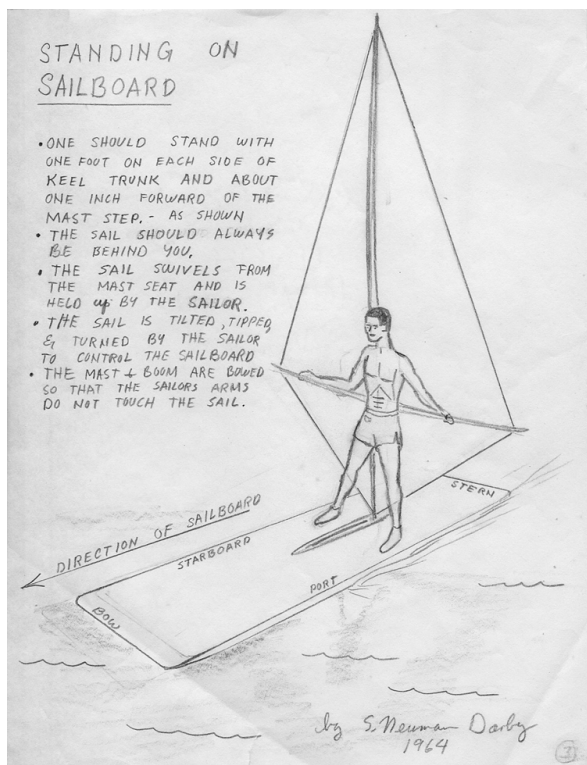 STANDING ON
SAILBOARD
• ONE SHOULD STAND WITH
ONE FOOT ON EACH SIDE OF
KEEL TRUNK AND ABOUT
ONE INCH FORWARD OF THE
MAST STEP. - AS SHOWN
• THE SAIL SHOULD ALWAYS
BE BEHIND YOU.
• THE SAIL SWIVELS FROM
THE MAST SEAT AND IS
HELD up BY THE SAILOR.
• THE SAIL IS TILTED, TIPPED,
& TURNED BY THE SAILOR
TO CONTROL THE SAILBOARD
• THE MAST + BOOM ARE BOWED
SO THAT THE SAILORS ARMS
DO NOT TOUCH THE SAIL.
STERN
DIRECTION OF SAILBOARD
STARBOARD
PORT
BOW
by S. Newman Darby
1964
3